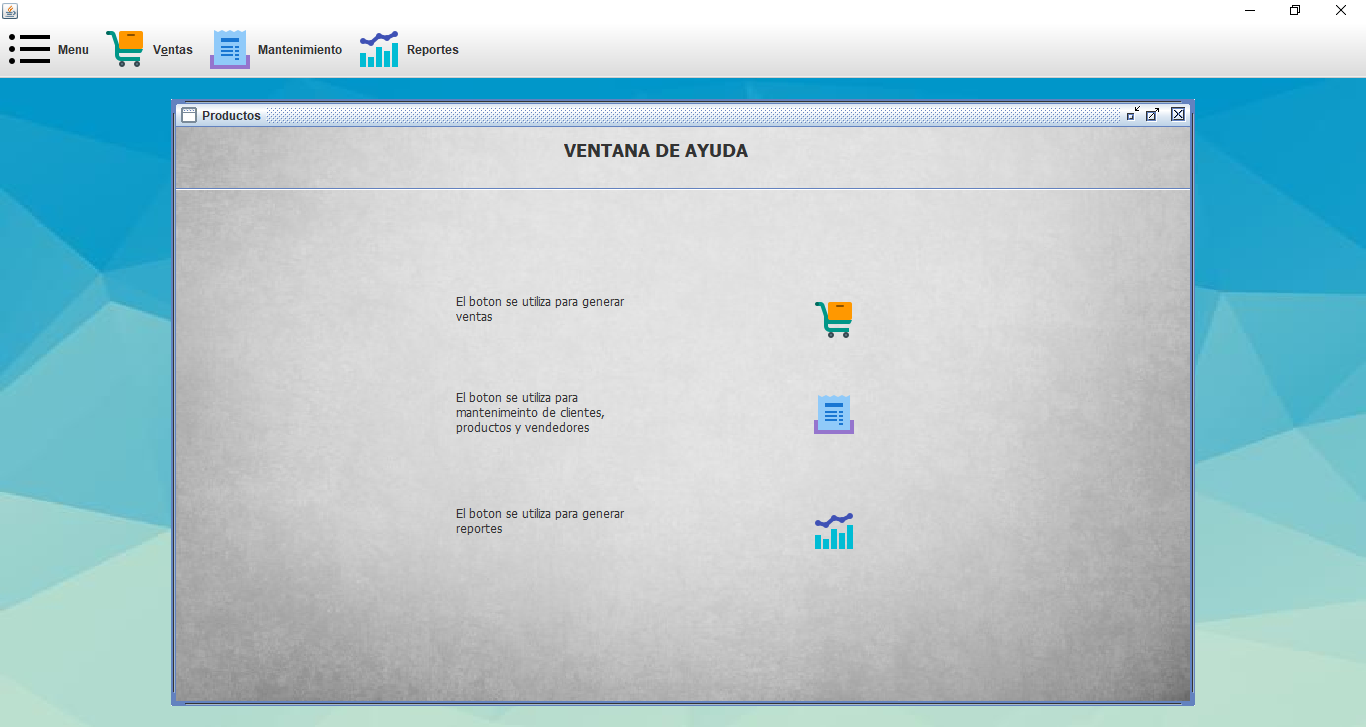 Menu Ventas Mantenimiento Reportes
Productos
VENTANA DE AYUDA
El boton se utiliza para generar
ventas
El boton se utiliza para
mantenimeinto de clientes,
productos y vendedores
El boton se utiliza para generar
reportes